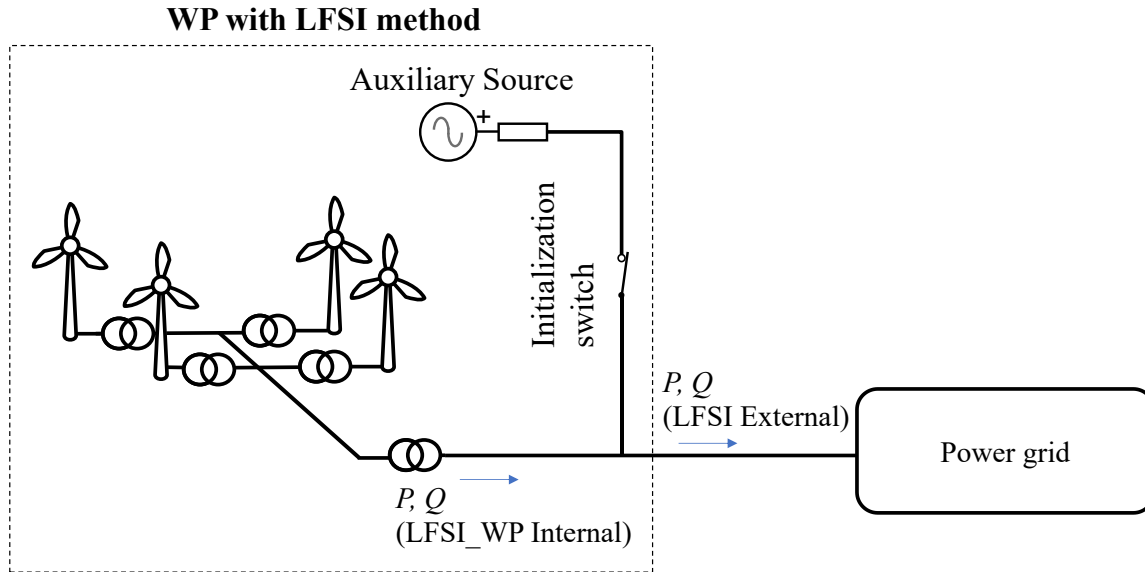 WP with LFSI method
Auxiliary Source
+
Initialization
switch
P, Q
(LFSI External)
Power grid
P, Q
(LFSI_WP Internal)